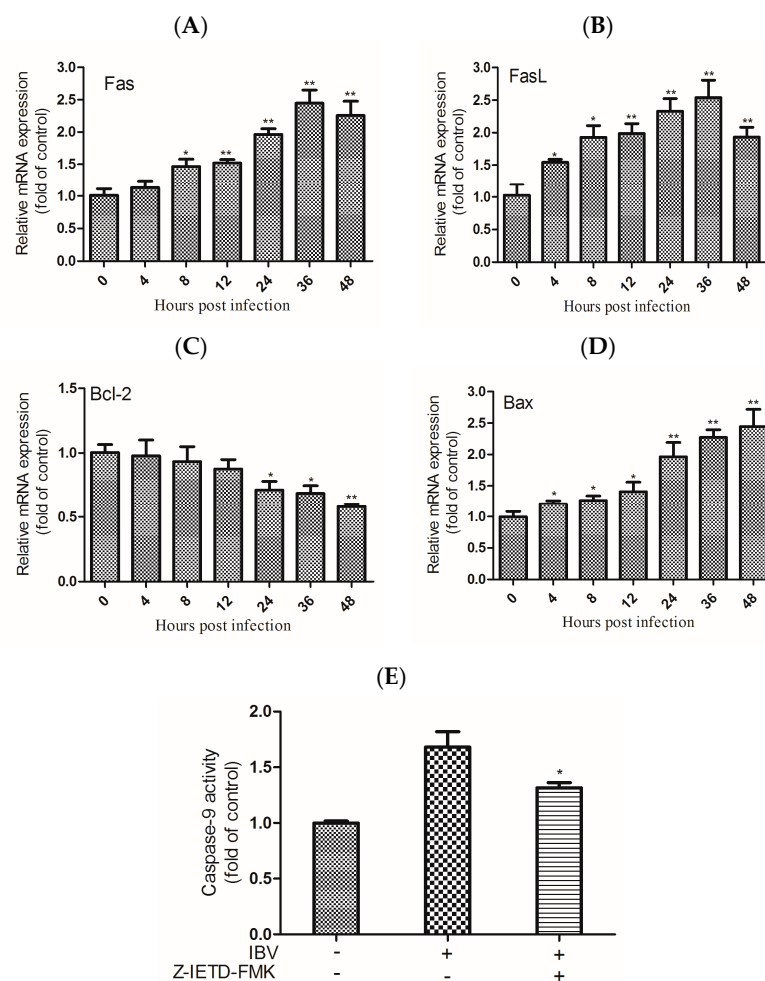 (A)
Fas
Relative mRNA expression
(fold of control)
3.0
2.5
2.0
1.5
1.0
0.5
0.0
* ** ** ** **
0 4 8 12 24 36 48
Hours post infection
(B)
FasL
Relative mRNA expression
(fold of control)
3.0
2.5
2.0
1.5
1.0
0.5
0.0
* * ** ** ** **
0 4 8 12 24 36 48
Hours post infection
(C)
Bcl-2
Relative mRNA expression
(fold of control)
1.5
1.0
0.5
0.0
* * **
0 4 8 12 24 36 48
Hours post infection
(D)
Bax
Relative mRNA expression
(fold of control)
3.0
2.5
2.0
1.5
1.0
0.5
0.0
* * * ** ** **
0 4 8 12 24 36 48
Hours post infection
(E)
Caspase-9 activity
(fold of control)
2.0
1.5
1.0
0.5
0.0
*
IBV - + +
Z-IETD-FMK - - +